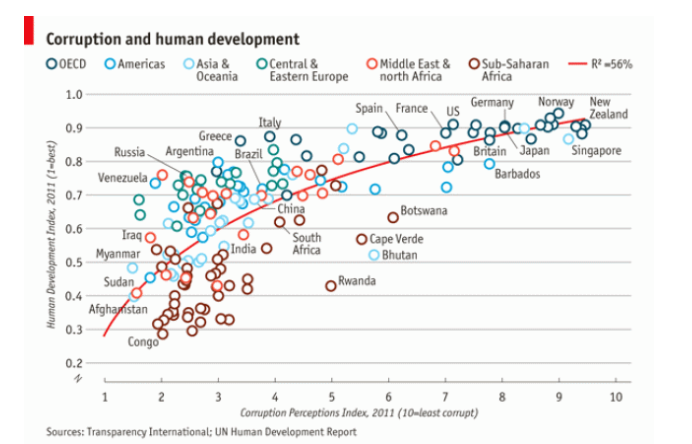 Corruption and human development
OECD
Americas
Asia &
Oceania
Central &
Eastern Europe
Middle East &
north Africa
Sub-Saharan
Africa
R² =56%
Human Development Index, 2011 (1=best)
1.0
0.9
0.8
0.7
0.6
0.5
0.4
0.3
0.2
Spain
France
US
Germany
Norway
New
Zealand
Italy
Greece
Argentina
Brazil
Russia
Venezuela
Britain
Japan
Singapore
Barbados
China
Botswana
Iraq
India
South
Africa
Cape Verde
Bhutan
Myanmar
Sudan
Rwanda
Afghanistan
Congo
1 2 3 4 5 6 7 8 9 10
Corruption Perceptions Index, 2011 (10=least corrupt)
Sources: Transparency International; UN Human Development Report